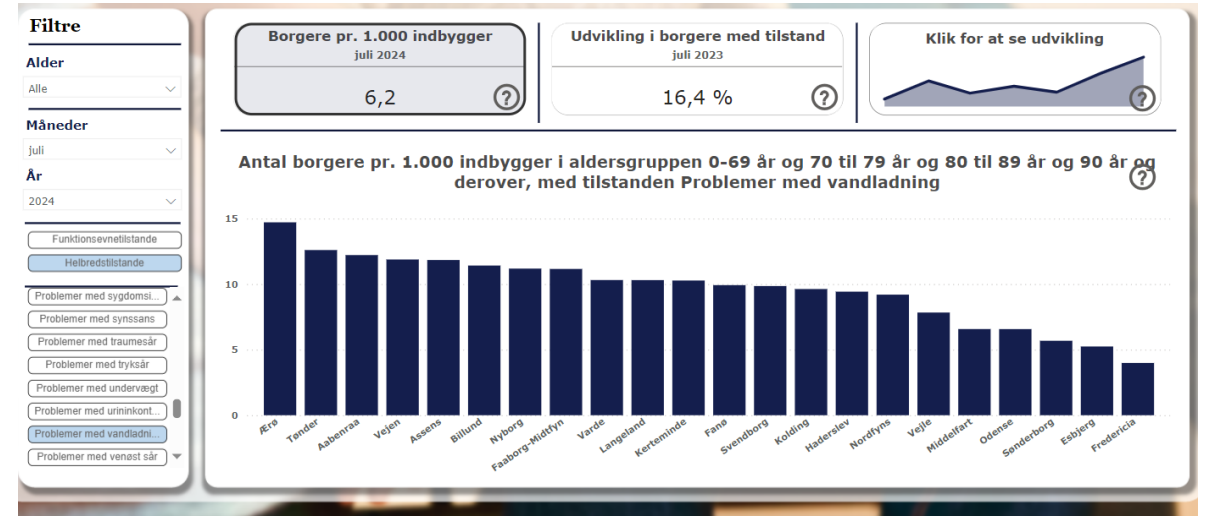 Filtre
Alder
Alle
Måneder
juli
År
2024
Funktionsevnetilstande
Helbredstilstande
Problemer med sygdomsi...
Problemer med synssans
Problemer med traumesår
Problemer med tryksår
Problemer med undervægt
Problemer med urininkont...
Problemer med vandladni...
Problemer med venøst sår
Borgere pr. 1.000 indbygger
juli 2024
6,2
?
Udvikling i borgere med tilstand
juli 2023
16,4 %
?
Klik for at se udvikling
?
Antal borgere pr. 1.000 indbygger i aldersgruppen 0-69 år og 70 til 79 år og 80 til 89 år og 90 år og
derover, med tilstanden Problemer med vandladning
?
15
10
5
0
Ærø
Tønder
Aabenraa
Vejen
Assens
Billund
Nyborg
Faaborg-Midtfyn
Varde
Langeland
Kerteminde
Fanø
Svendborg
Kolding
Haderslev
Nordfyns
Vejle
Middelfart
Odense
Sønderborg
Esbjerg
Fredericia